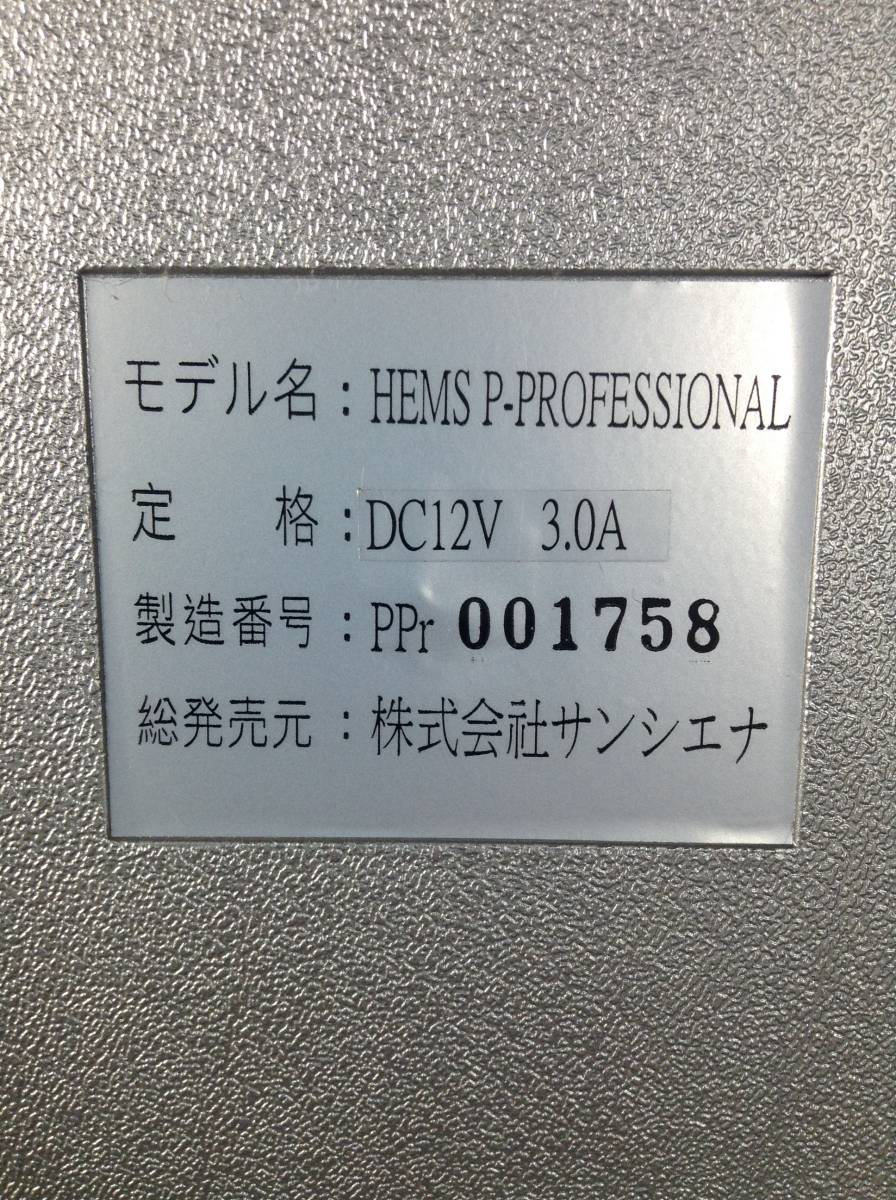 モデル名：HEMS P-PROFESSIONAL
定　　格：DC12V 3.0A
製造番号：PPr 001758
総発売元：株式会社サンシエナ